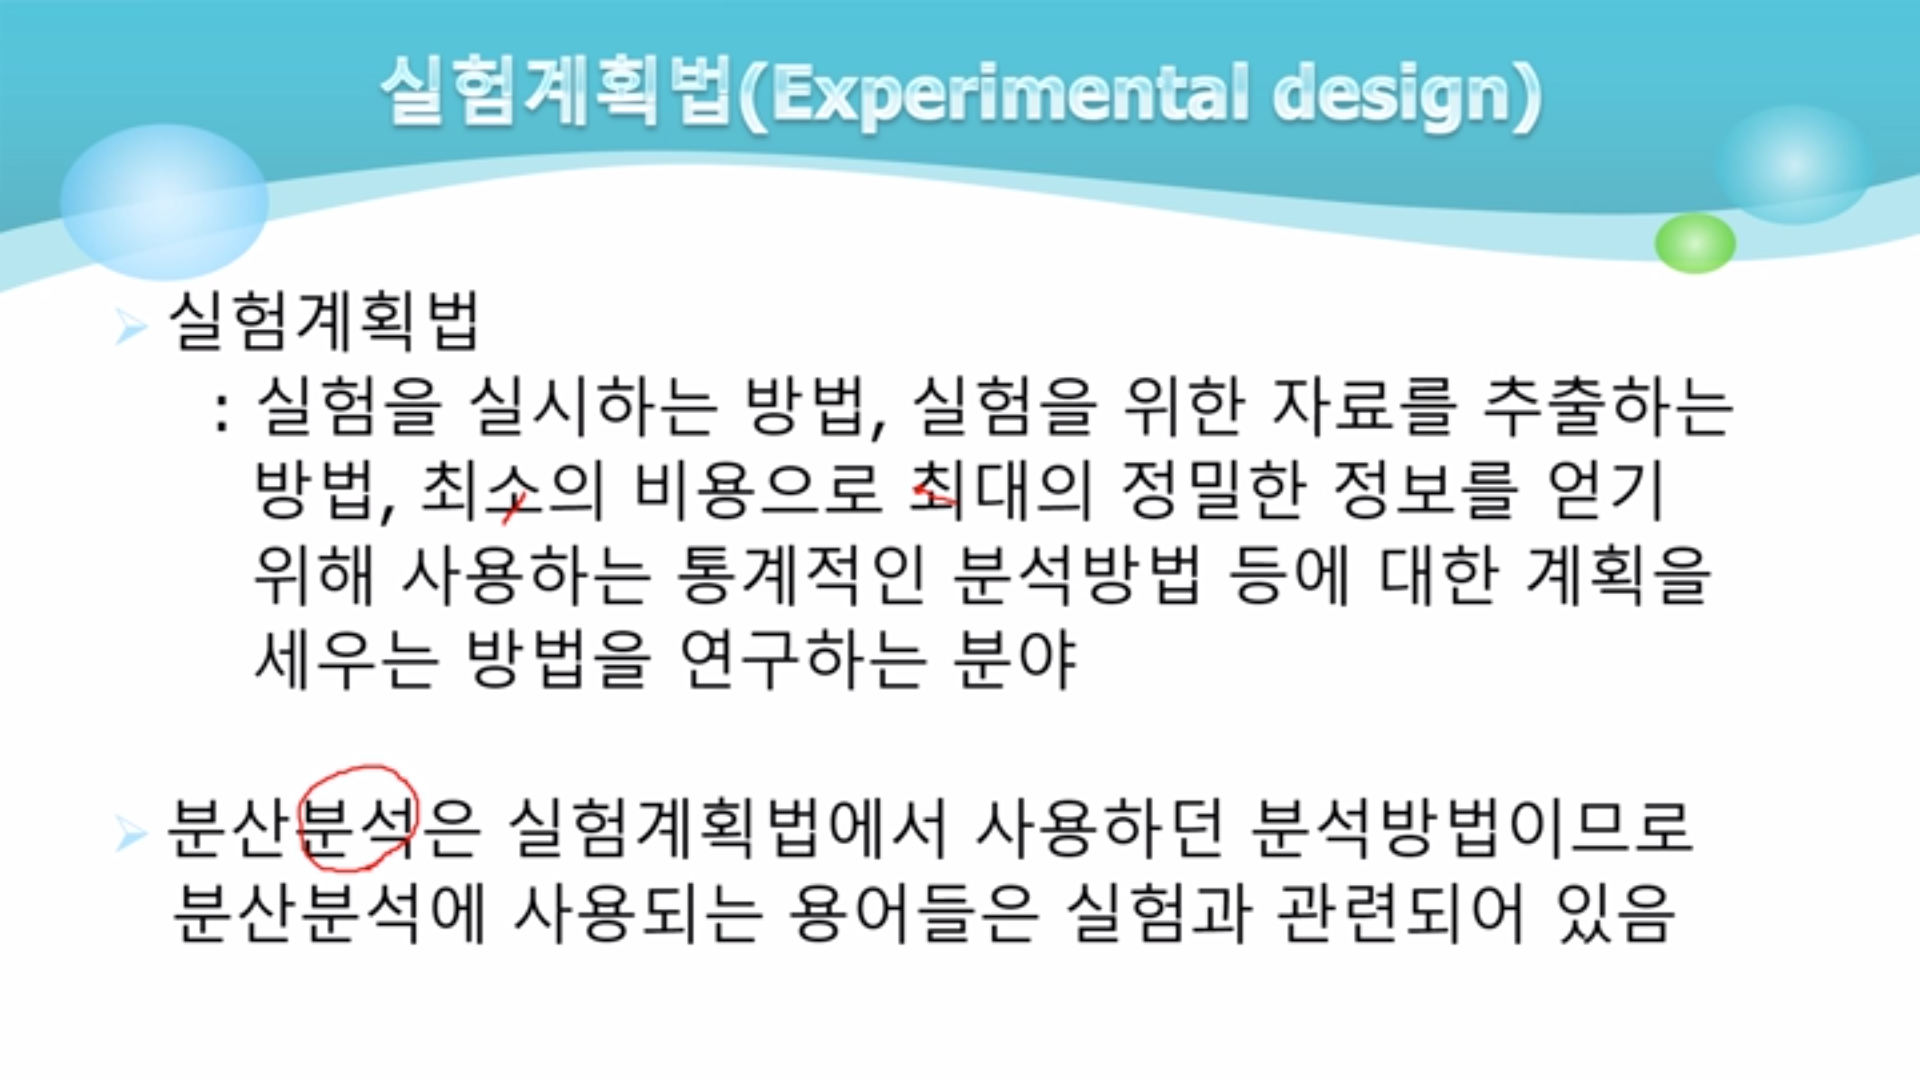 실험계획법(Experimental design)
실험계획법
: 실험을 실시하는 방법, 실험을 위한 자료를 추출하는
방법, 최소의 비용으로 최대의 정밀한 정보를 얻기
위해 사용하는 통계적인 분석방법 등에 대한 계획을
세우는 방법을 연구하는 분야
분산분석은 실험계획법에서 사용하던 분석방법이므로
분산분석에 사용되는 용어들은 실험과 관련되어 있음